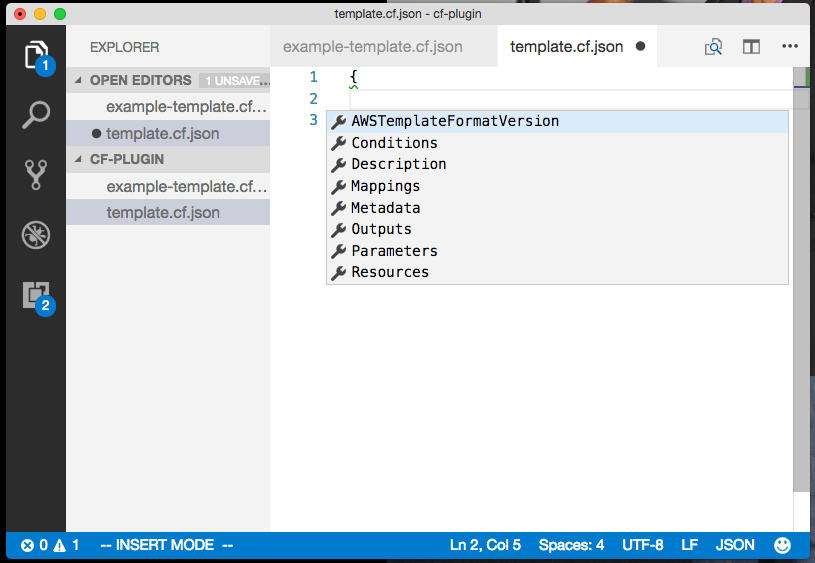 template.cf.json - cf-plugin
EXPLORER
example-template.cf.json
template.cf.json
1
OPEN EDITORS 1 UNSAVE...
example-template.cf...
template.cf.json
CF-PLUGIN
example-template.cf...
template.cf.json
2
1 {
2
3
AWSTemplateFormatVersion
Conditions
Description
Mappings
Metadata
Outputs
Parameters
Resources
0 1 -- INSERT MODE -- Ln 2, Col 5 Spaces: 4 UTF-8 LF JSON